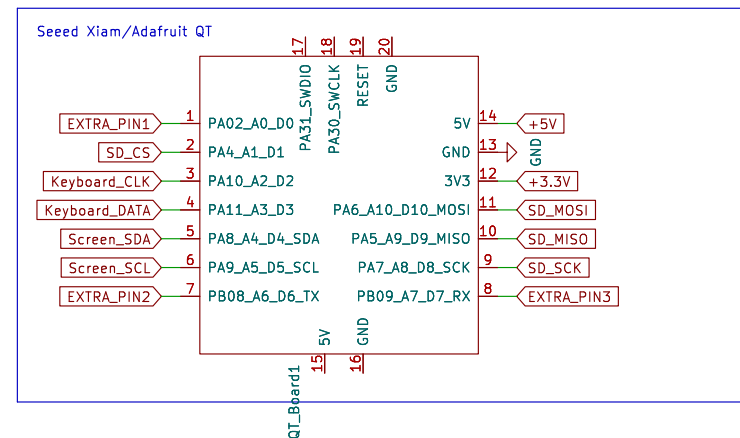 Seeed Xiam/Adafruit QT
17 18 19 20
PA31_SWDIO PA30_SWCLK RESET GND
EXTRA_PIN1 1 PA02_A0_D0 5V 14 +5V
SD_CS 2 PA4_A1_D1 GND 13 GND
Keyboard_CLK 3 PA10_A2_D2 3V3 12 +3.3V
Keyboard_DATA 4 PA11_A3_D3 PA6_A10_D10_MOSI 11 SD_MOSI
Screen_SDA 5 PA8_A4_D4_SDA PA5_A9_D9_MISO 10 SD_MISO
Screen_SCL 6 PA9_A5_D5_SCL PA7_A8_D8_SCK 9 SD_SCK
EXTRA_PIN2 7 PB08_A6_D6_TX PB09_A7_D7_RX 8 EXTRA_PIN3
5V GND
15 16
QT_Board1